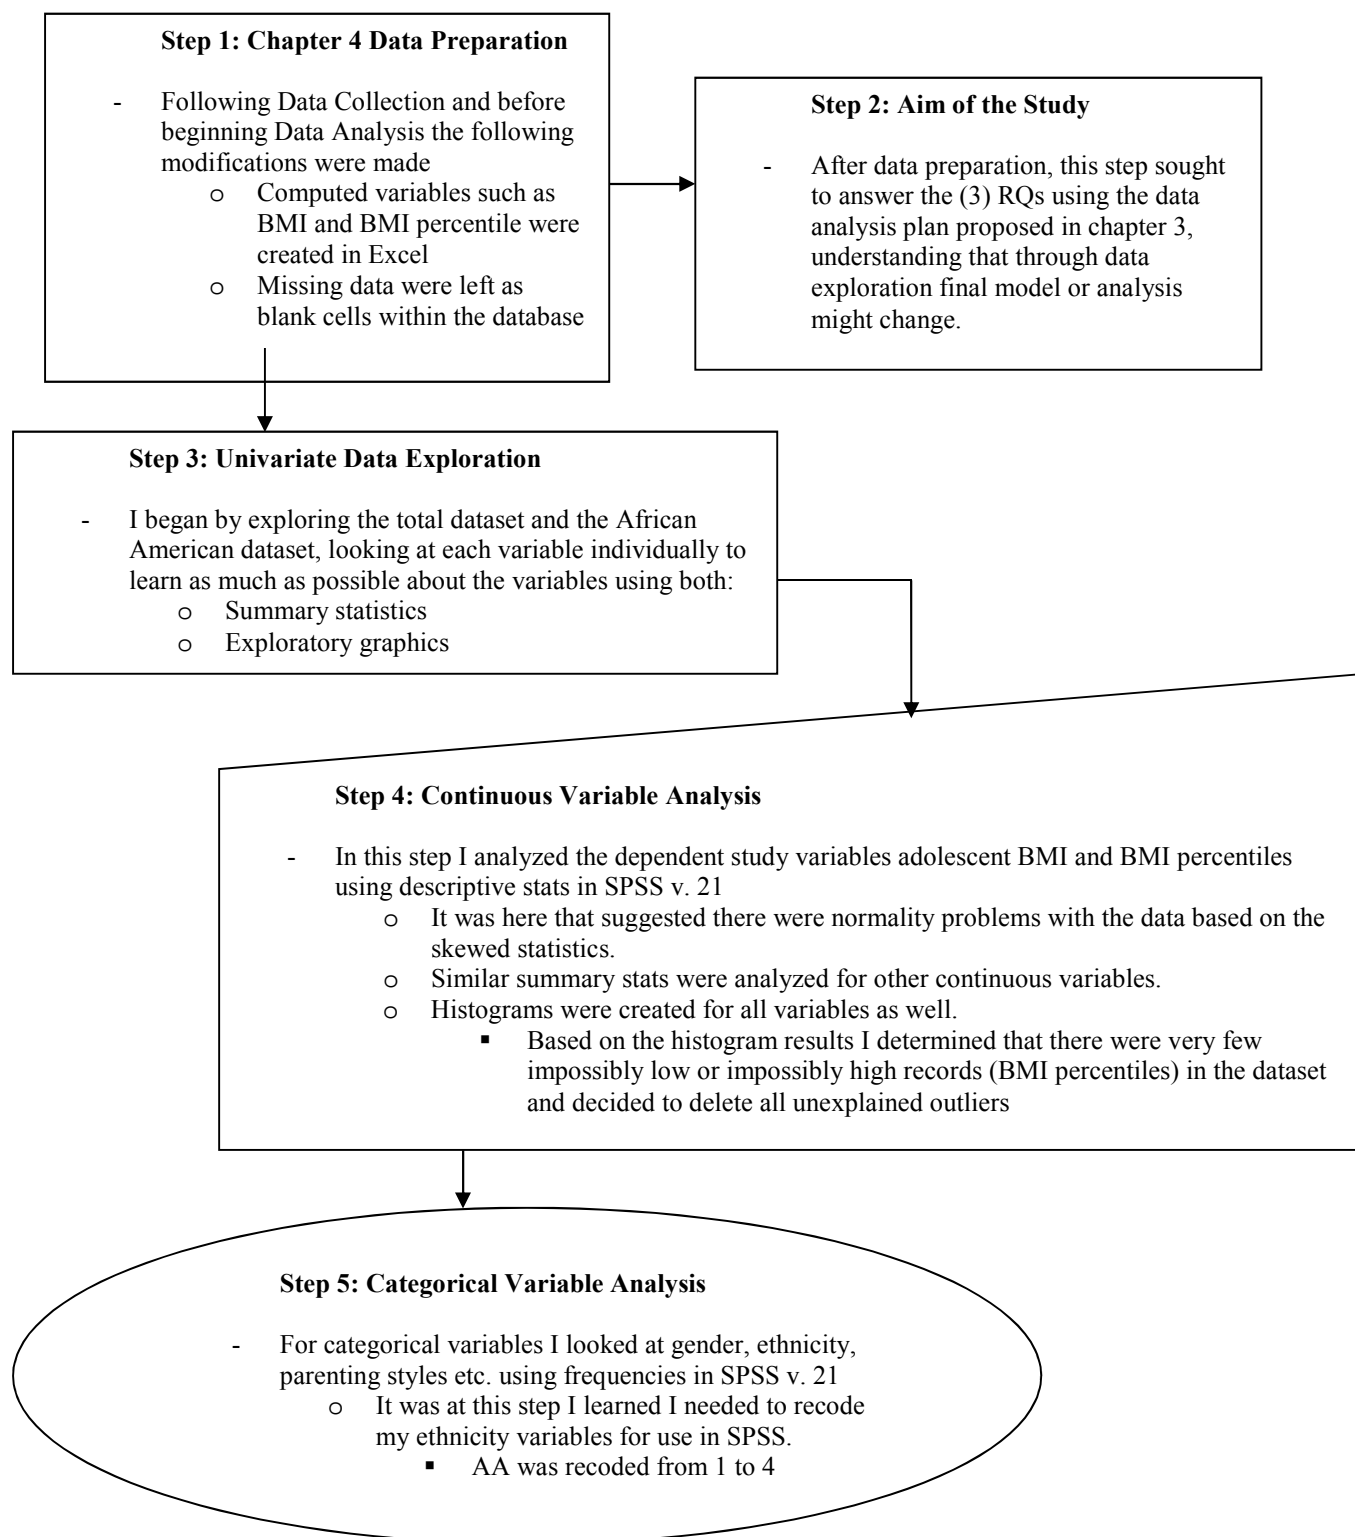 Step 1: Chapter 4 Data Preparation
- Following Data Collection and before
beginning Data Analysis the following
modifications were made
o Computed variables such as
BMI and BMI percentile were
created in Excel
o Missing data were left as
blank cells within the database
Step 2: Aim of the Study
- After data preparation, this step sought
to answer the (3) RQs using the data
analysis plan proposed in chapter 3,
understanding that through data
exploration final model or analysis
might change.
Step 3: Univariate Data Exploration
- I began by exploring the total dataset and the African
American dataset, looking at each variable individually to
learn as much as possible about the variables using both:
o Summary statistics
o Exploratory graphics
Step 4: Continuous Variable Analysis
- In this step I analyzed the dependent study variables adolescent BMI and BMI percentiles
using descriptive stats in SPSS v. 21
o It was here that suggested there were normality problems with the data based on the
skewed statistics.
o Similar summary stats were analyzed for other continuous variables.
o Histograms were created for all variables as well.
▪ Based on the histogram results I determined that there were very few
impossibly low or impossibly high records (BMI percentiles) in the dataset
and decided to delete all unexplained outliers
Step 5: Categorical Variable Analysis
- For categorical variables I looked at gender, ethnicity,
parenting styles etc. using frequencies in SPSS v. 21
o It was at this step I learned I needed to recode
my ethnicity variables for use in SPSS.
▪ AA was recoded from 1 to 4